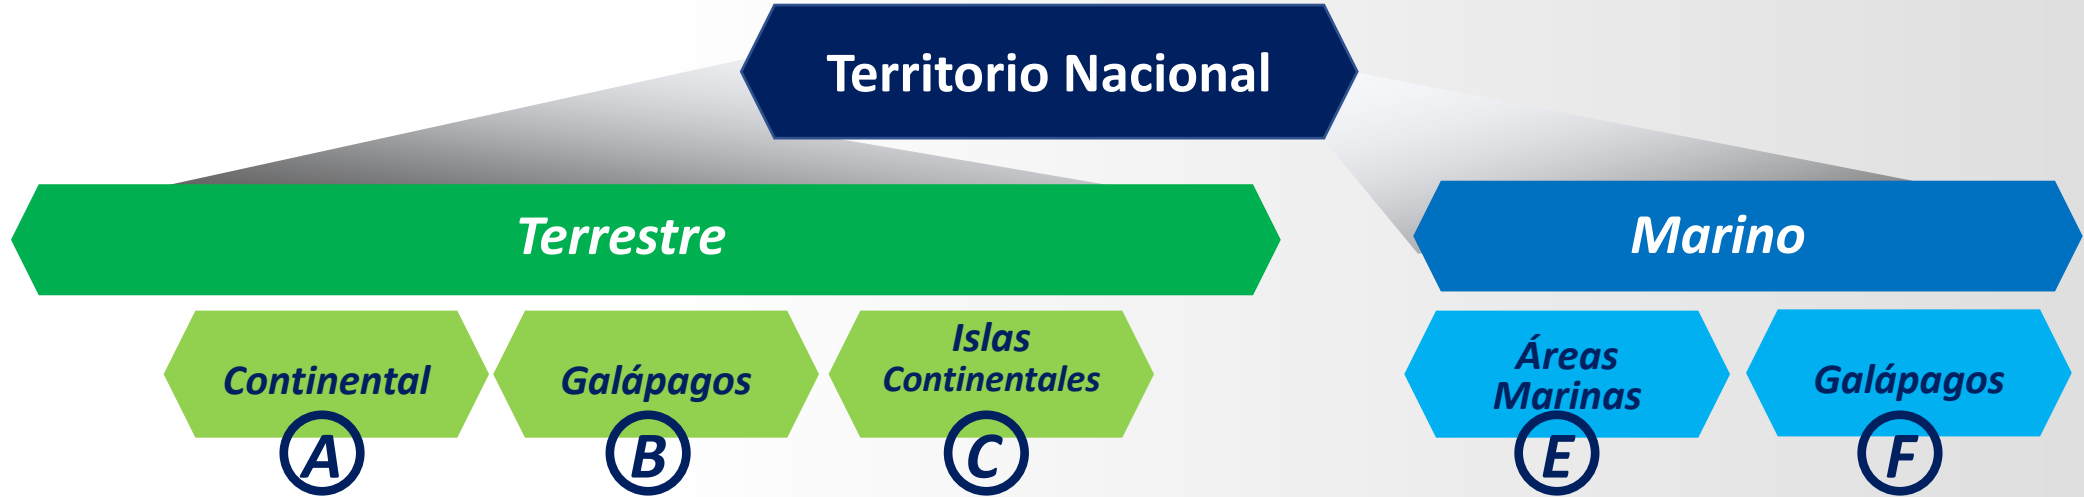 Territorio Nacional
Terrestre
Marino
Continental
A
Galápagos
B
Islas
Continentales
C
Áreas
Marinas
E
Galápagos
F